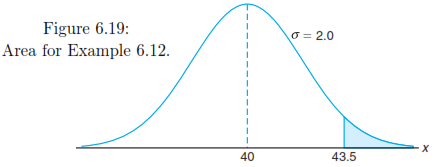 Figure 6.19:
Area for Example 6.12.
σ = 2.0
40
43.5
x